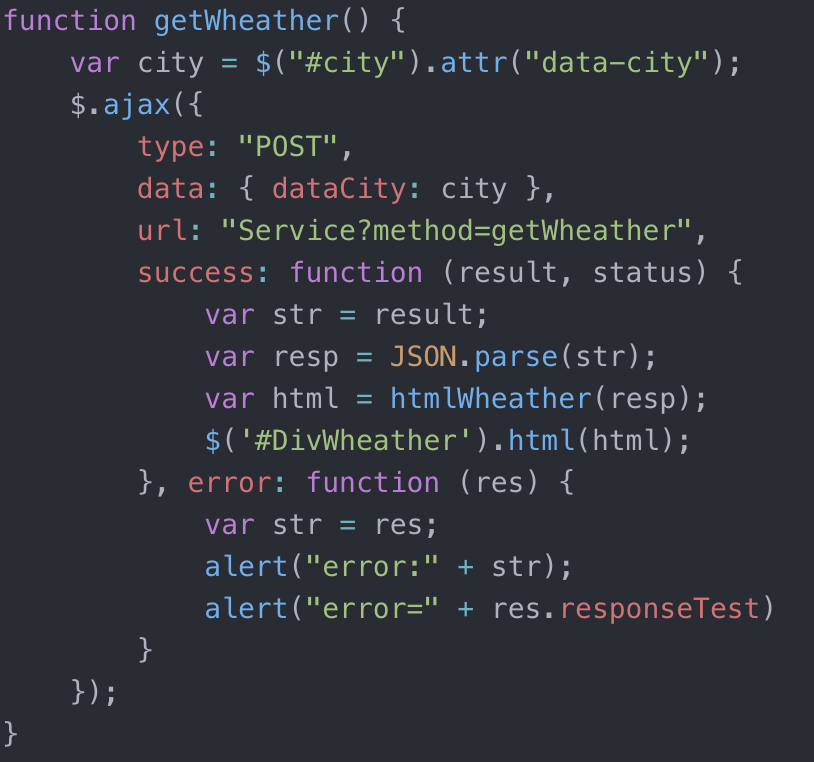 function getWheather() {
    var city = $("#city").attr("data-city");
    $.ajax({
        type: "POST",
        data: { dataCity: city },
        url: "Service?method=getWheather",
        success: function (result, status) {
            var str = result;
            var resp = JSON.parse(str);
            var html = htmlWheather(resp);
            $('#DivWheather').html(html);
        }, error: function (res) {
            var str = res;
            alert("error:" + str);
            alert("error=" + res.responseTest)
        }
    });
}